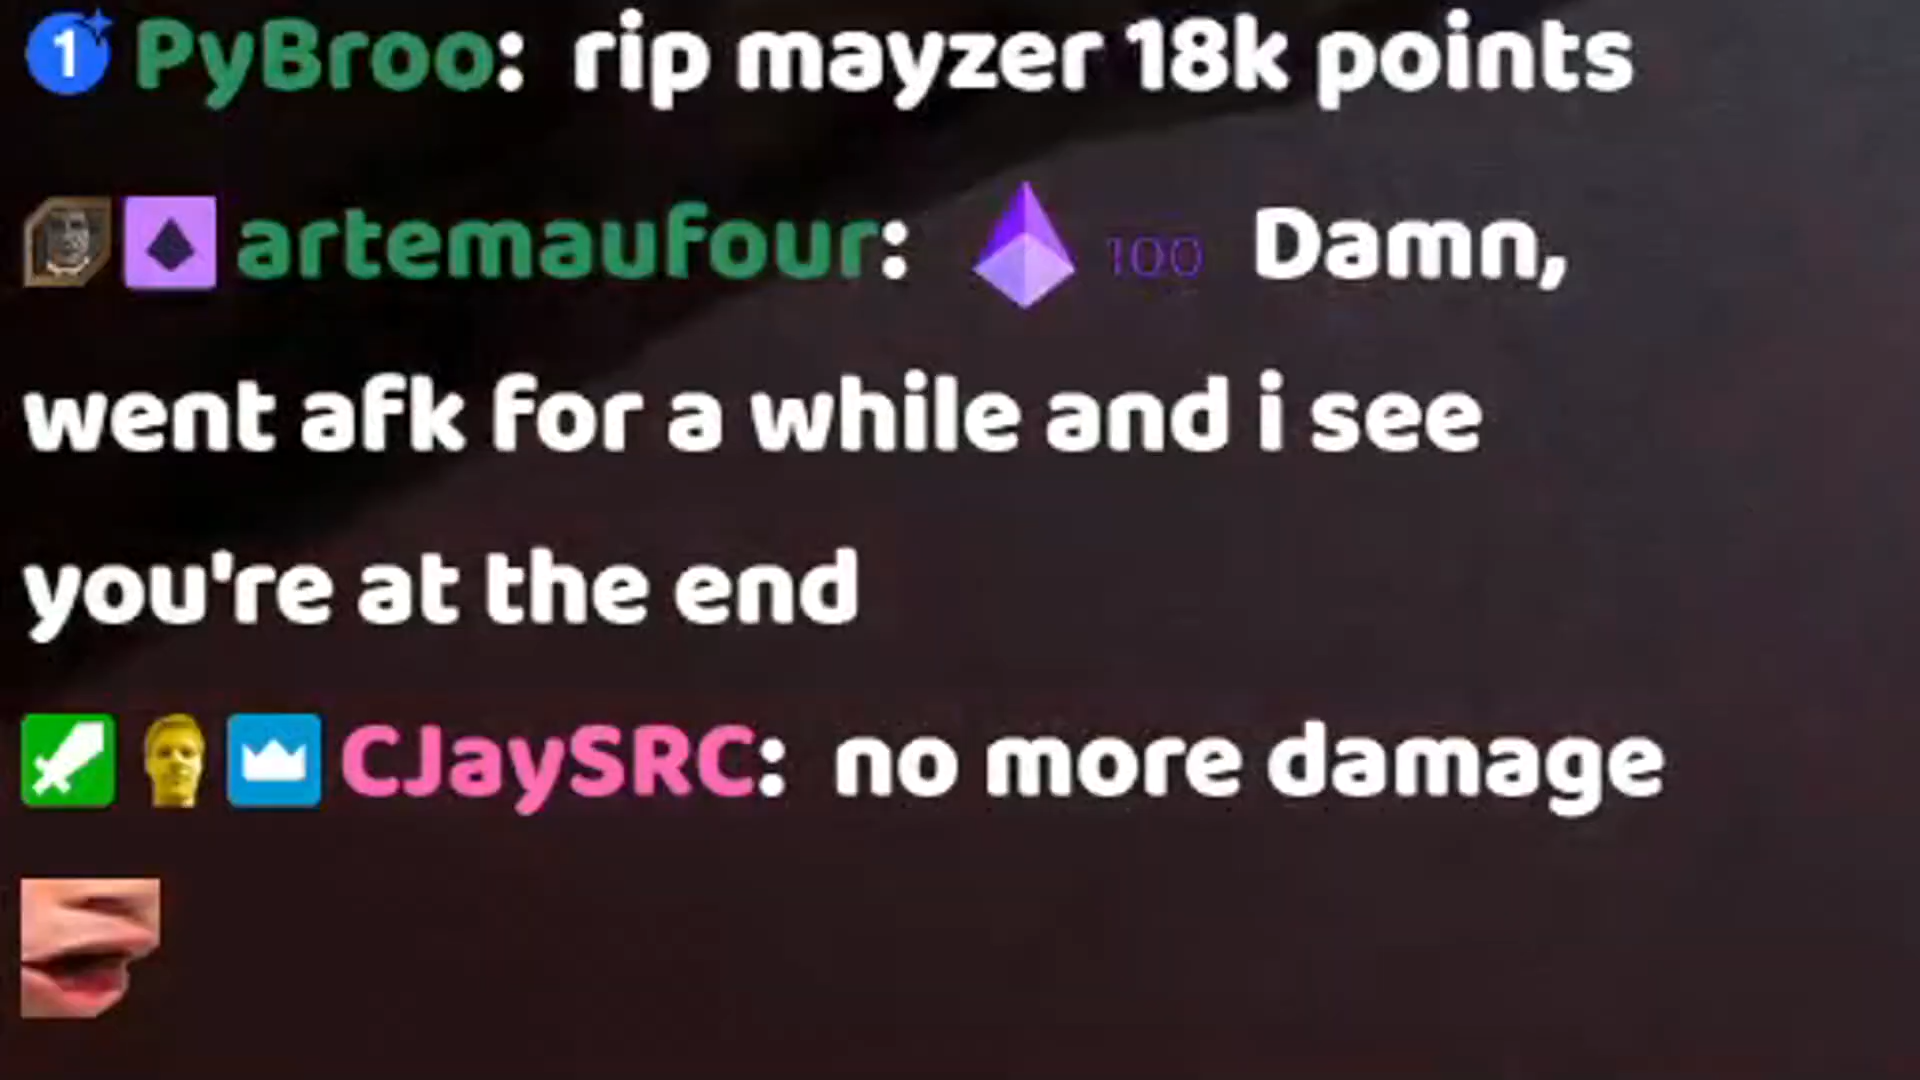 1 PyBroo: rip mayzer 18k points
artemaufour: 100 Damn,
went afk for a while and i see
you're at the end
CJaySRC: no more damage